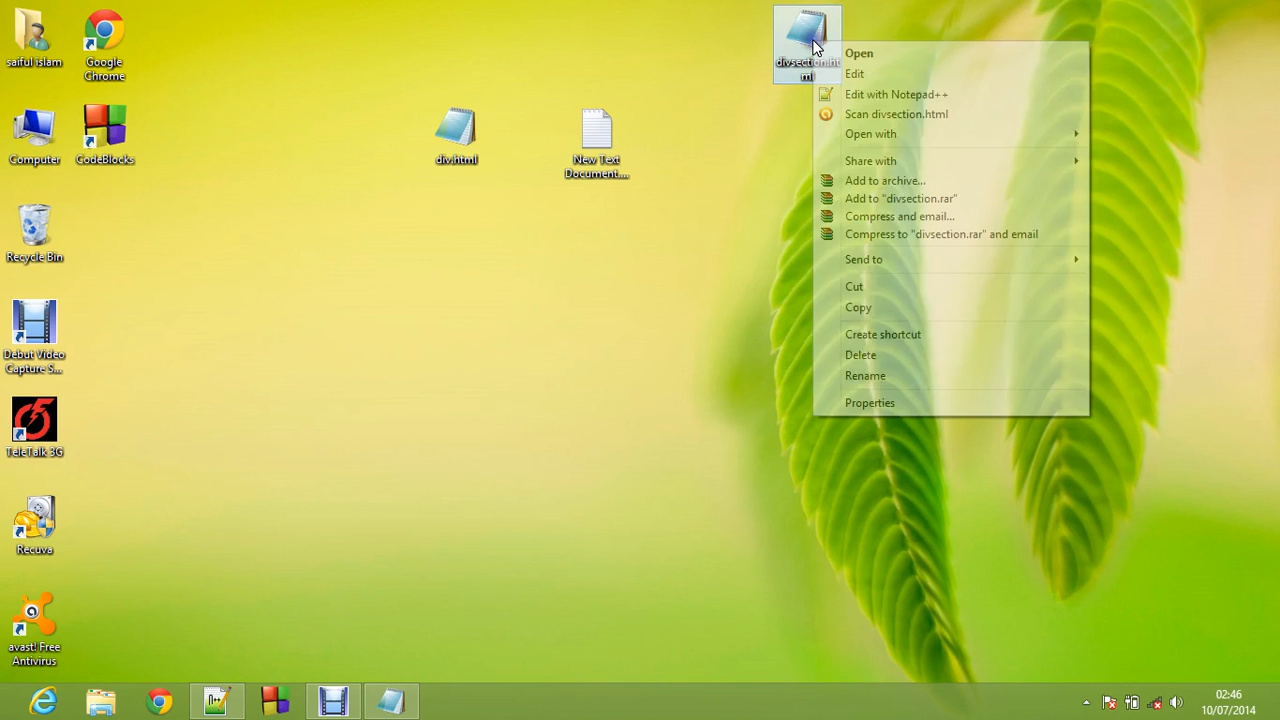 saiful islam
Google
Chrome
Computer
CodeBlocks
Recycle Bin
Debut Video
Capture S...
TeleTalk 3G
Recuva
avast! Free
Antivirus
div.html
New Text
Document....
divsection.ht
ml
Open
Edit
Edit with Notepad++
Scan divsection.html
Open with
Share with
Add to archive...
Add to "divsection.rar"
Compress and email...
Compress to "divsection.rar" and email
Send to
Cut
Copy
Create shortcut
Delete
Rename
Properties
02:46
10/07/2014